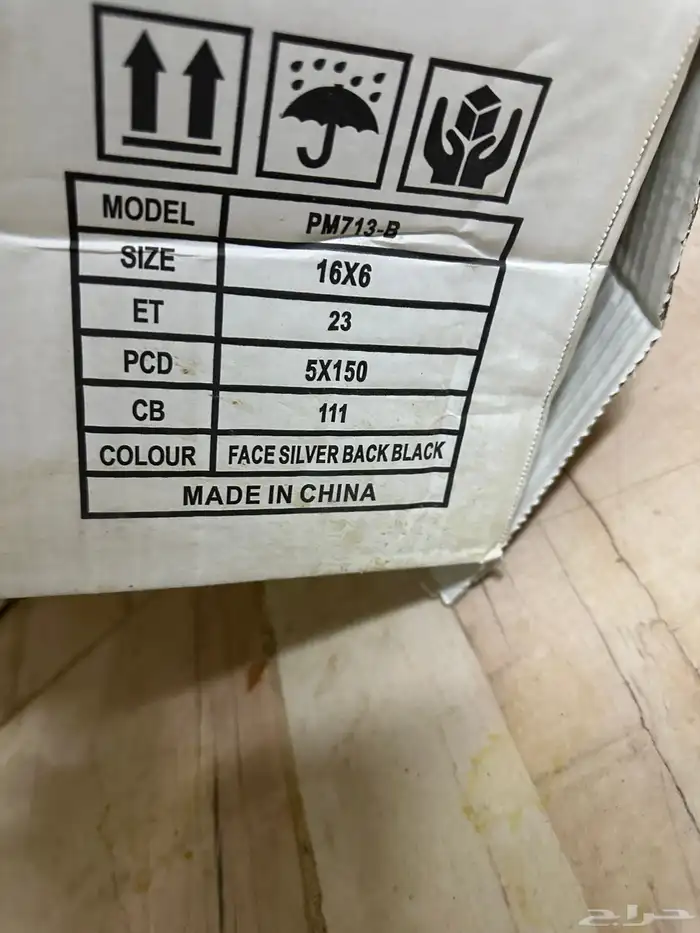 MODEL PM713-B
SIZE 16X6
ET 23
PCD 5X150
CB 111
COLOUR FACE SILVER BACK BLACK
MADE IN CHINA
حراج